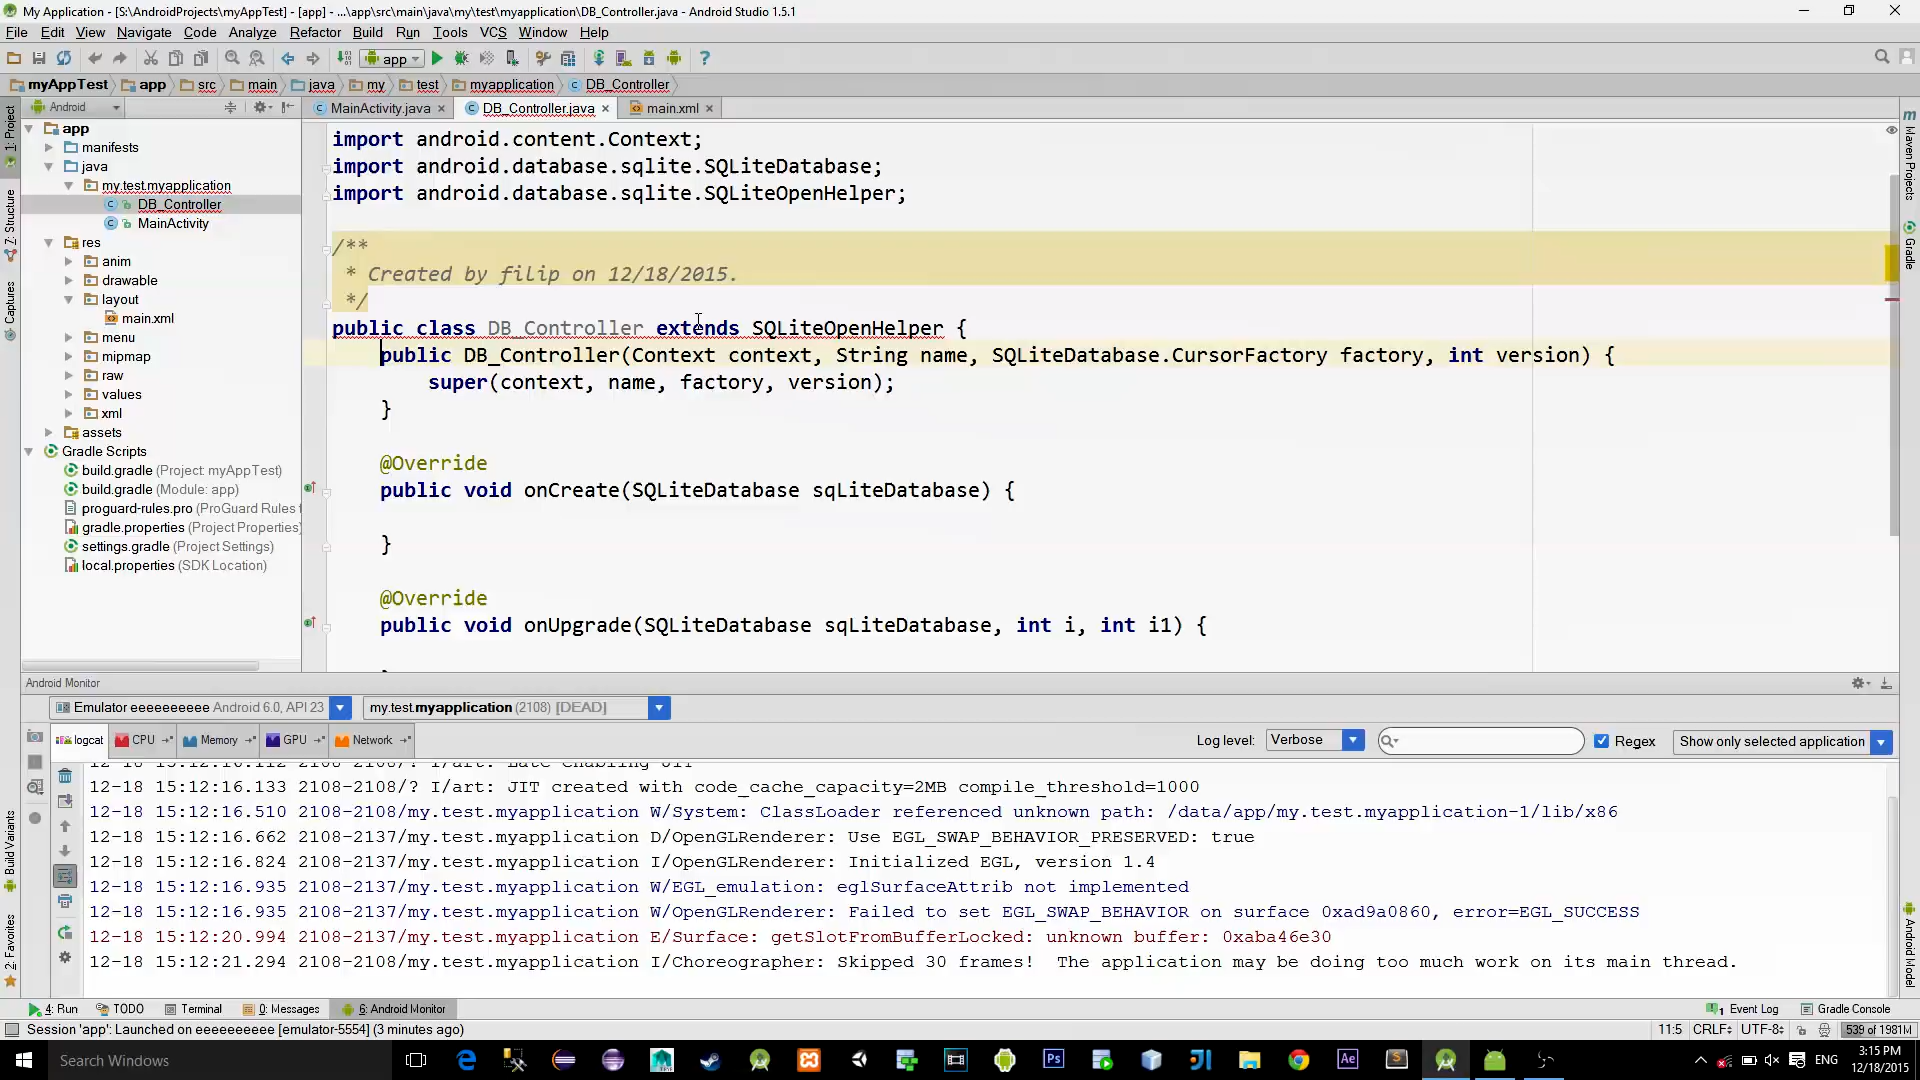 My Application - [S:\AndroidProjects\myAppTest] - [app] - ...\app\src\main\java\my\test\myapplication\DB_Controller.java - Android Studio 1.5.1
File Edit View Navigate Code Analyze Refactor Build Run Tools VCS Window Help
app
myAppTest app src main java my test myapplication DB_Controller
Android
MainActivity.java DB_Controller.java main.xml
1: Project
7: Structure
Captures
Build Variants
2: Favorites
app
manifests
java
my.test.myapplication
DB_Controller
MainActivity
res
anim
drawable
layout
main.xml
menu
mipmap
raw
values
xml
assets
Gradle Scripts
build.gradle (Project: myAppTest)
build.gradle (Module: app)
proguard-rules.pro (ProGuard Rules f
gradle.properties (Project Properties)
settings.gradle (Project Settings)
local.properties (SDK Location)
import android.content.Context;
import android.database.sqlite.SQLiteDatabase;
import android.database.sqlite.SQLiteOpenHelper;
/**
* Created by filip on 12/18/2015.
*/
public class DB_Controller extends SQLiteOpenHelper {
public DB_Controller(Context context, String name, SQLiteDatabase.CursorFactory factory, int version) {
super(context, name, factory, version);
}
@Override
public void onCreate(SQLiteDatabase sqLiteDatabase) {
}
@Override
public void onUpgrade(SQLiteDatabase sqLiteDatabase, int i, int i1) {
Maven Projects
Gradle
Android Model
Android Monitor
Emulator eeeeeeeeee Android 6.0, API 23 my.test.myapplication (2108) [DEAD]
logcat CPU Memory GPU Network Log level: Verbose Regex Show only selected application
12-18 15:12:16.133 2108-2108/? I/art: JIT created with code_cache_capacity=2MB compile_threshold=1000
12-18 15:12:16.510 2108-2108/my.test.myapplication W/System: ClassLoader referenced unknown path: /data/app/my.test.myapplication-1/lib/x86
12-18 15:12:16.662 2108-2137/my.test.myapplication D/OpenGLRenderer: Use EGL_SWAP_BEHAVIOR_PRESERVED: true
12-18 15:12:16.824 2108-2137/my.test.myapplication I/OpenGLRenderer: Initialized EGL, version 1.4
12-18 15:12:16.935 2108-2137/my.test.myapplication W/EGL_emulation: eglSurfaceAttrib not implemented
12-18 15:12:16.935 2108-2137/my.test.myapplication W/OpenGLRenderer: Failed to set EGL_SWAP_BEHAVIOR on surface 0xad9a0860, error=EGL_SUCCESS
12-18 15:12:20.994 2108-2137/my.test.myapplication E/Surface: getSlotFromBufferLocked: unknown buffer: 0xaba46e30
12-18 15:12:21.294 2108-2108/my.test.myapplication I/Choreographer: Skipped 30 frames! The application may be doing too much work on its main thread.
4: Run TODO Terminal 0: Messages 6: Android Monitor 1 Event Log Gradle Console
Session 'app': Launched on eeeeeeeeee [emulator-5554] (3 minutes ago) 11:5 CRLF UTF-8 539 of 1981M
Search Windows ENG 3:15 PM
12/18/2015